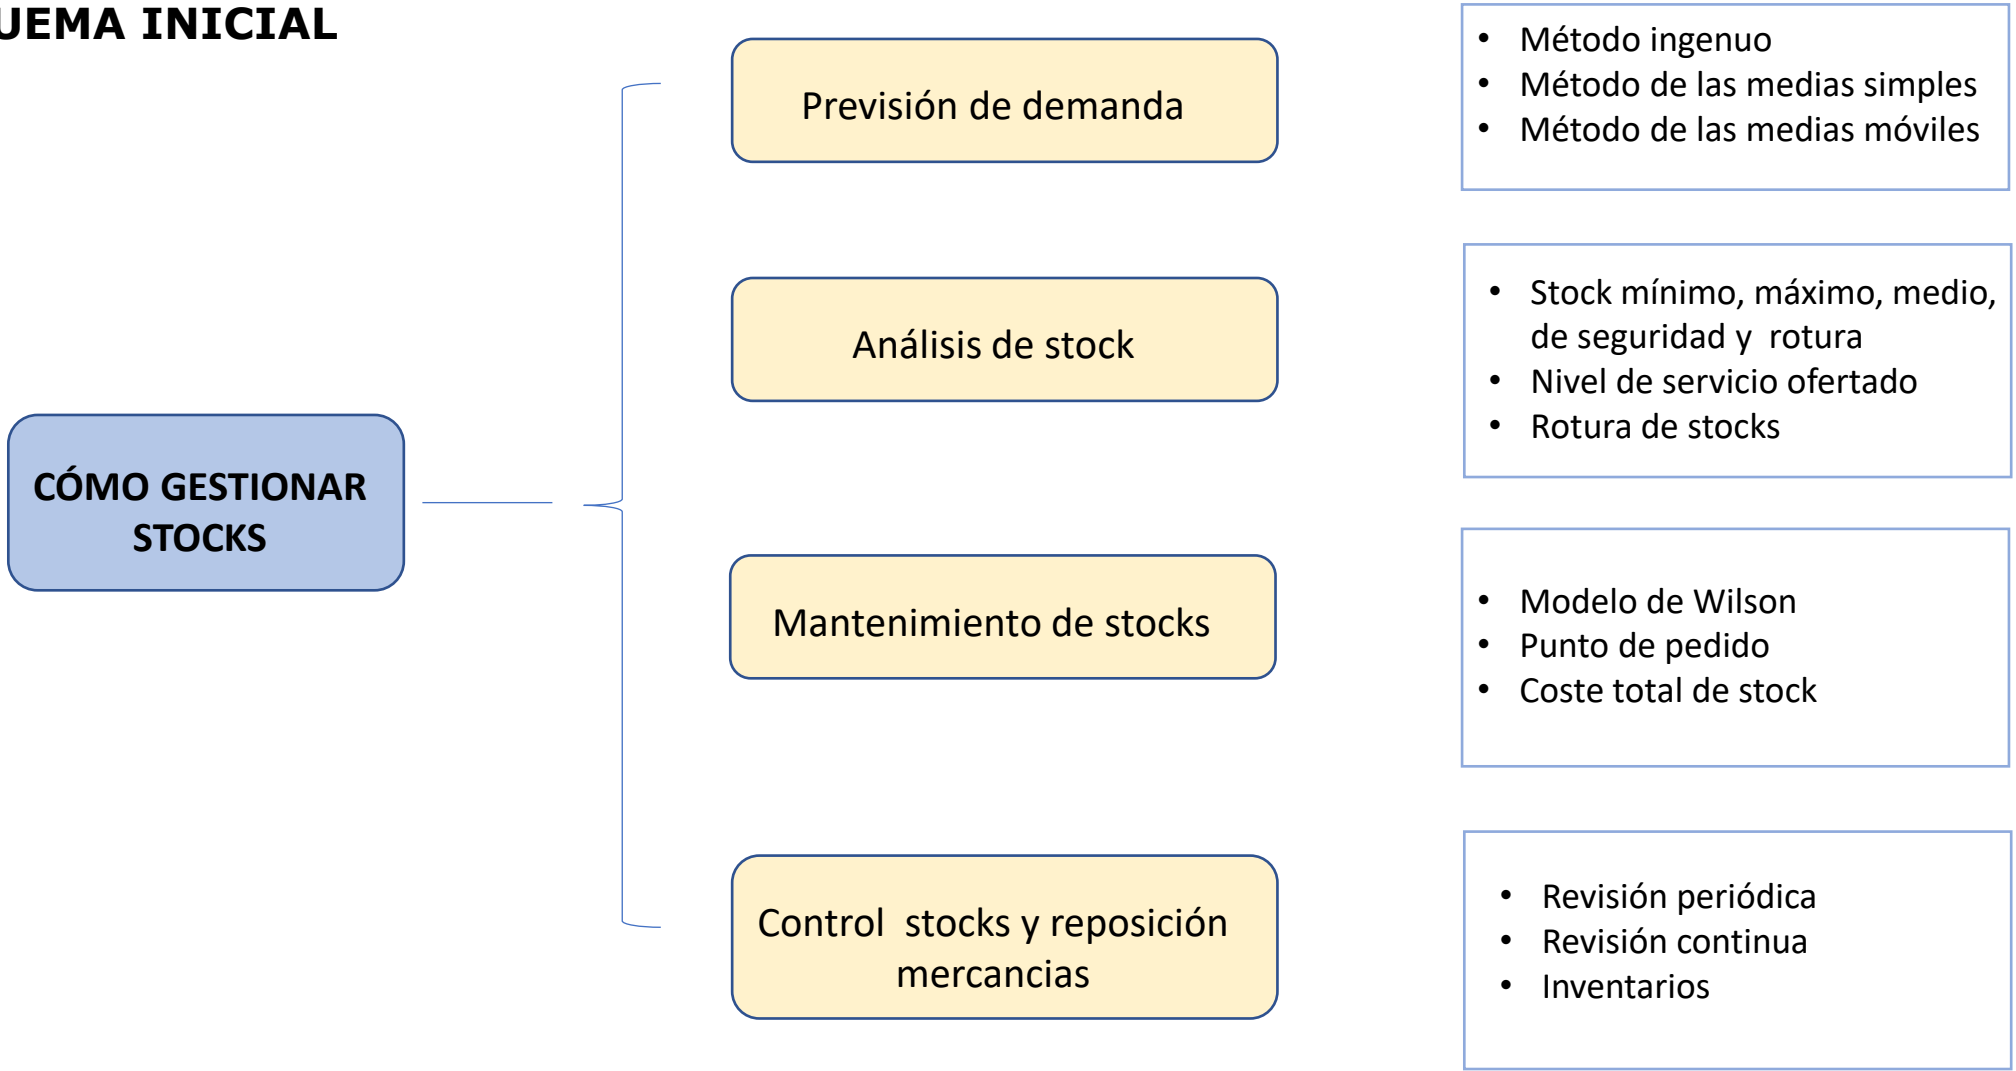 UEMA INICIAL
CÓMO GESTIONAR
STOCKS
Previsión de demanda
• Método ingenuo
• Método de las medias simples
• Método de las medias móviles
Análisis de stock
• Stock mínimo, máximo, medio,
de seguridad y rotura
• Nivel de servicio ofertado
• Rotura de stocks
Mantenimiento de stocks
• Modelo de Wilson
• Punto de pedido
• Coste total de stock
Control stocks y reposición
mercancias
• Revisión periódica
• Revisión continua
• Inventarios